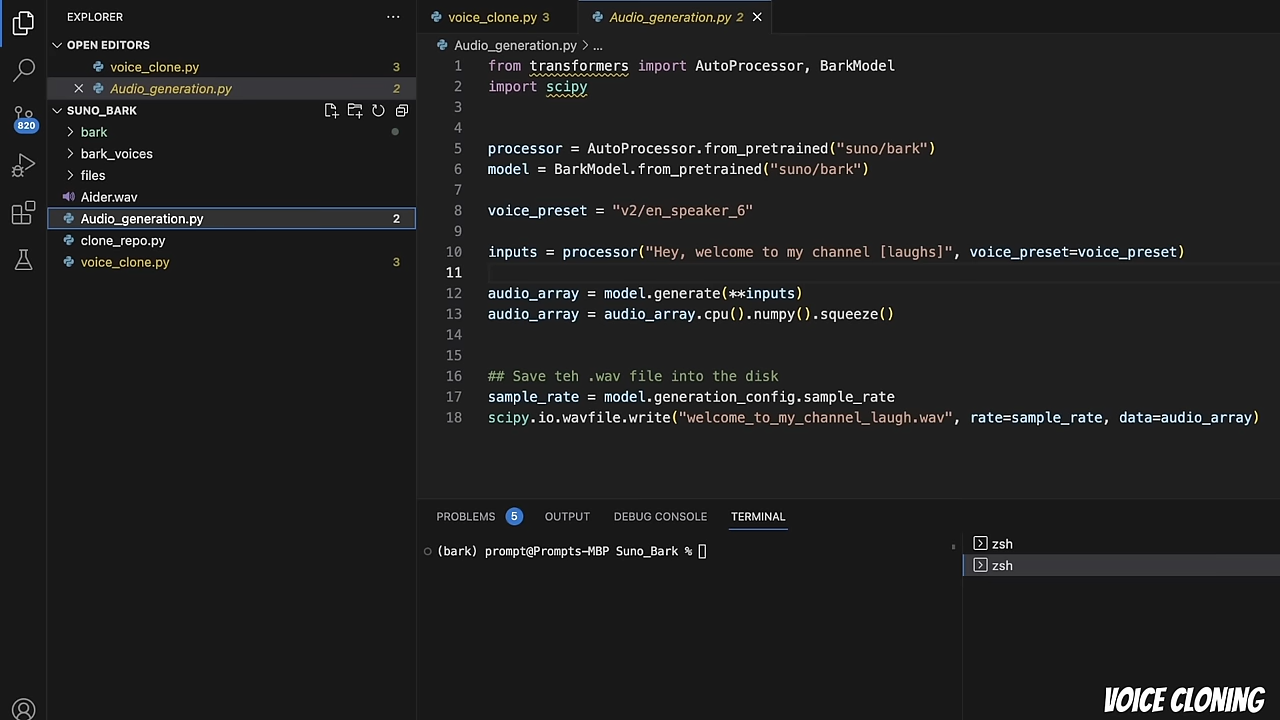 EXPLORER
OPEN EDITORS
voice_clone.py 3
Audio_generation.py 2
SUNO_BARK
820
bark
bark_voices
files
Aider.wav
Audio_generation.py 2
clone_repo.py
voice_clone.py 3
voice_clone.py 3 Audio_generation.py 2
Audio_generation.py > ...
1 from transformers import AutoProcessor, BarkModel
2 import scipy
3
4
5 processor = AutoProcessor.from_pretrained("suno/bark")
6 model = BarkModel.from_pretrained("suno/bark")
7
8 voice_preset = "v2/en_speaker_6"
9
10 inputs = processor("Hey, welcome to my channel [laughs]", voice_preset=voice_preset)
11
12 audio_array = model.generate(**inputs)
13 audio_array = audio_array.cpu().numpy().squeeze()
14
15
16 ## Save teh .wav file into the disk
17 sample_rate = model.generation_config.sample_rate
18 scipy.io.wavfile.write("welcome_to_my_channel_laugh.wav", rate=sample_rate, data=audio_array)
PROBLEMS 5 OUTPUT DEBUG CONSOLE TERMINAL
(bark) prompt@Prompts-MBP Suno_Bark %
zsh
zsh
VOICE CLONING